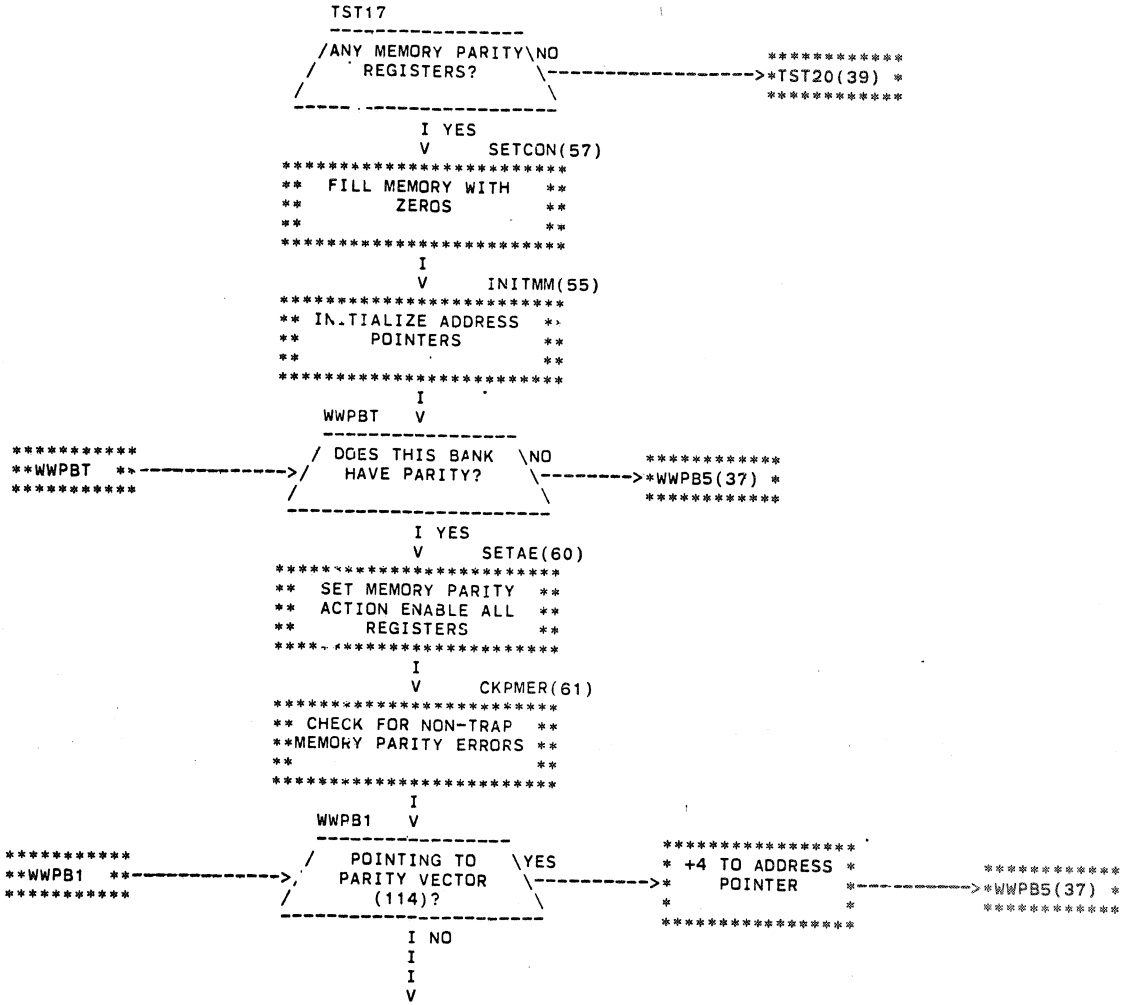 TST17
ANY MEMORY PARITY NO
REGISTERS?
*TST20(39) *
I YES
V SETCON(57)
** FILL MEMORY WITH **
** ZEROS **
** **
I
V INITMM(55)
** INITIALIZE ADDRESS **
** POINTERS **
** **
I
WWPBT V
**WWPBT **
DOES THIS BANK NO
HAVE PARITY?
*WWPB5(37) *
I YES
V SETAE(60)
** SET MEMORY PARITY **
** ACTION ENABLE ALL **
** REGISTERS **
I
V CKPMER(61)
** CHECK FOR NON-TRAP **
**MEMORY PARITY ERRORS **
** **
I
WWPB1 V
**WWPB1 **
POINTING TO YES
PARITY VECTOR
(114)?
* +4 TO ADDRESS *
* POINTER *
* *
*WWPB5(37) *
I NO
I
I
V